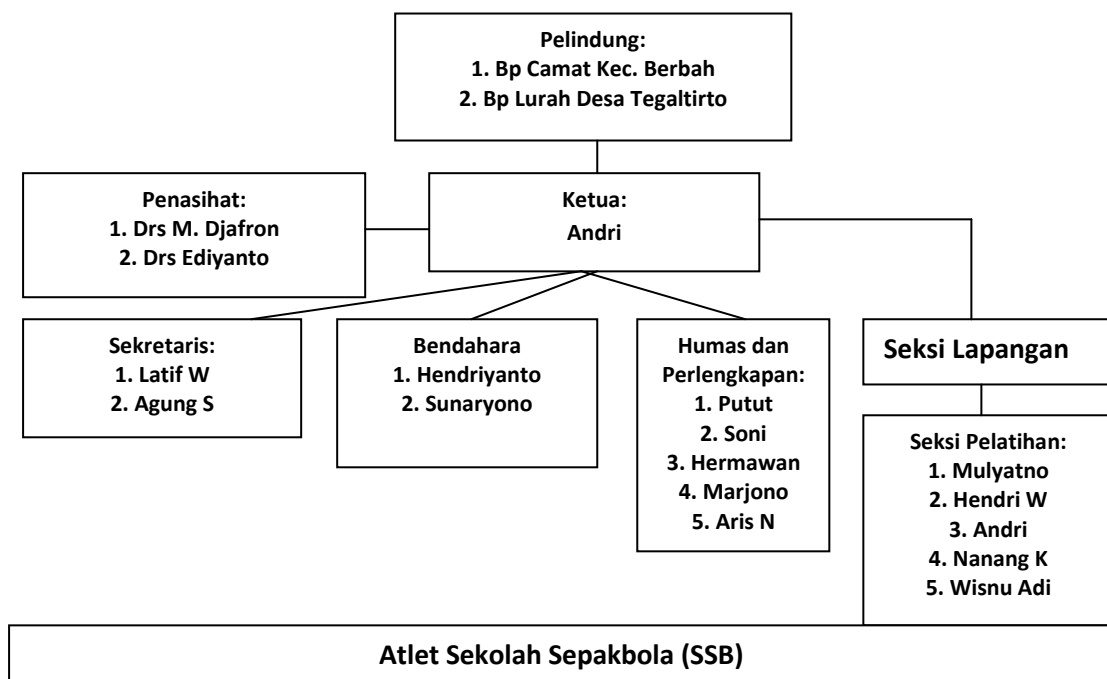 Pelindung:
1. Bp Camat Kec. Berbah
2. Bp Lurah Desa Tegaltirto
Penasihat:
1. Drs M. Djafron
2. Drs Ediyanto
Ketua:
Andri
Sekretaris:
1. Latif W
2. Agung S
Bendahara
1. Hendriyanto
2. Sunaryono
Humas dan
Perlengkapan:
1. Putut
2. Soni
3. Hermawan
4. Marjono
5. Aris N
Seksi Lapangan
Seksi Pelatihan:
1. Mulyatno
2. Hendri W
3. Andri
4. Nanang K
5. Wisnu Adi
Atlet Sekolah Sepakbola (SSB)